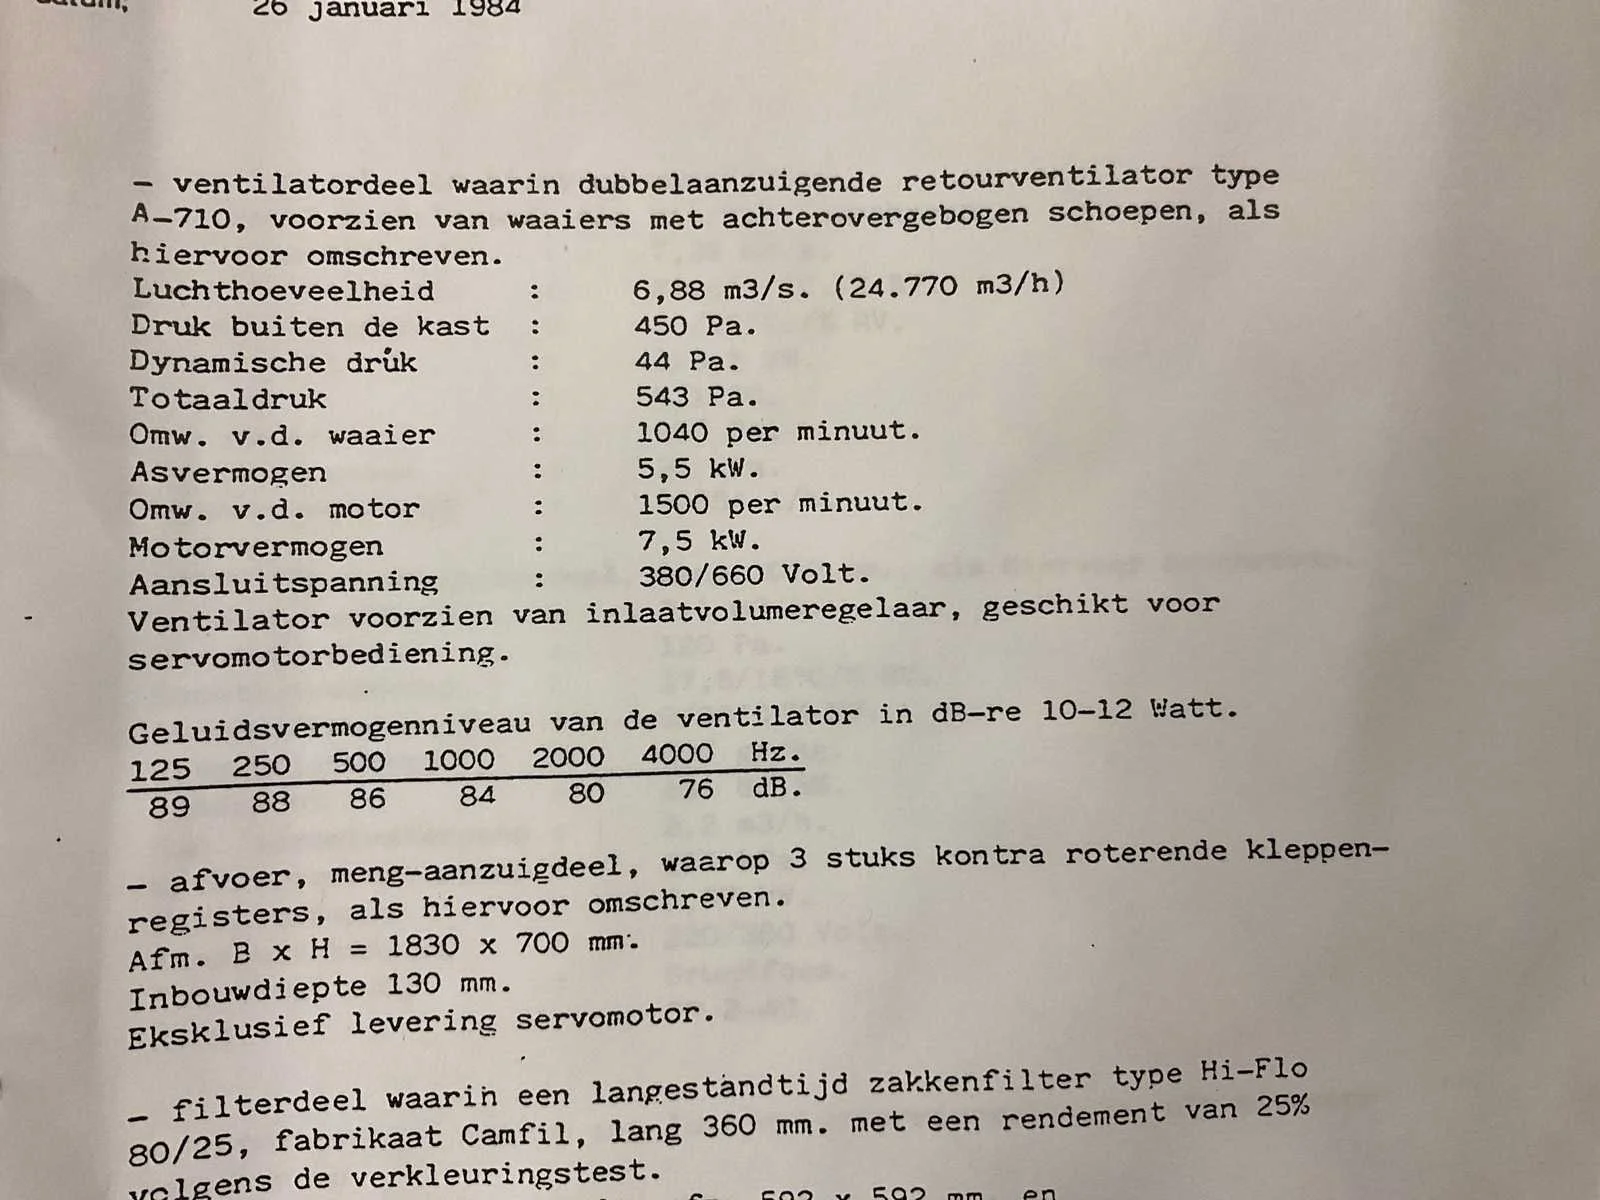 26 januari 1984
– ventilatordeel waarin dubbelaanzuigende retourventilator type
A–710, voorzien van waaiers met achterovergebogen schoepen, als
hiervoor omschreven.
Luchthoeveelheid : 6,88 m3/s. (24.770 m3/h)
Druk buiten de kast : 450 Pa.
Dynamische druk : 44 Pa.
Totaaldruk : 543 Pa.
Omw. v.d. waaier : 1040 per minuut.
Asvermogen : 5,5 kW.
Omw. v.d. motor : 1500 per minuut.
Motorvermogen : 7,5 kW.
Aansluitspanning : 380/660 Volt.
Ventilator voorzien van inlaatvolumeregelaar, geschikt voor
servomotorbediening.
Geluidsvermogenniveau van de ventilator in dB–re 10–12 Watt.
125 250 500 1000 2000 4000 Hz.
89 88 86 84 80 76 dB.
– afvoer, meng–aanzuigdeel, waarop 3 stuks kontra roterende kleppen–
registers, als hiervoor omschreven.
Afm. B x H = 1830 x 700 mm.
Inbouwdiepte 130 mm.
Eksklusief levering servomotor.
– filterdeel waarin een langestandtijd zakkenfilter type Hi–Flo
80/25, fabrikaat Camfil, lang 360 mm. met een rendement van 25%
volgens de verkleuringstest.
592 x 592 mm. en